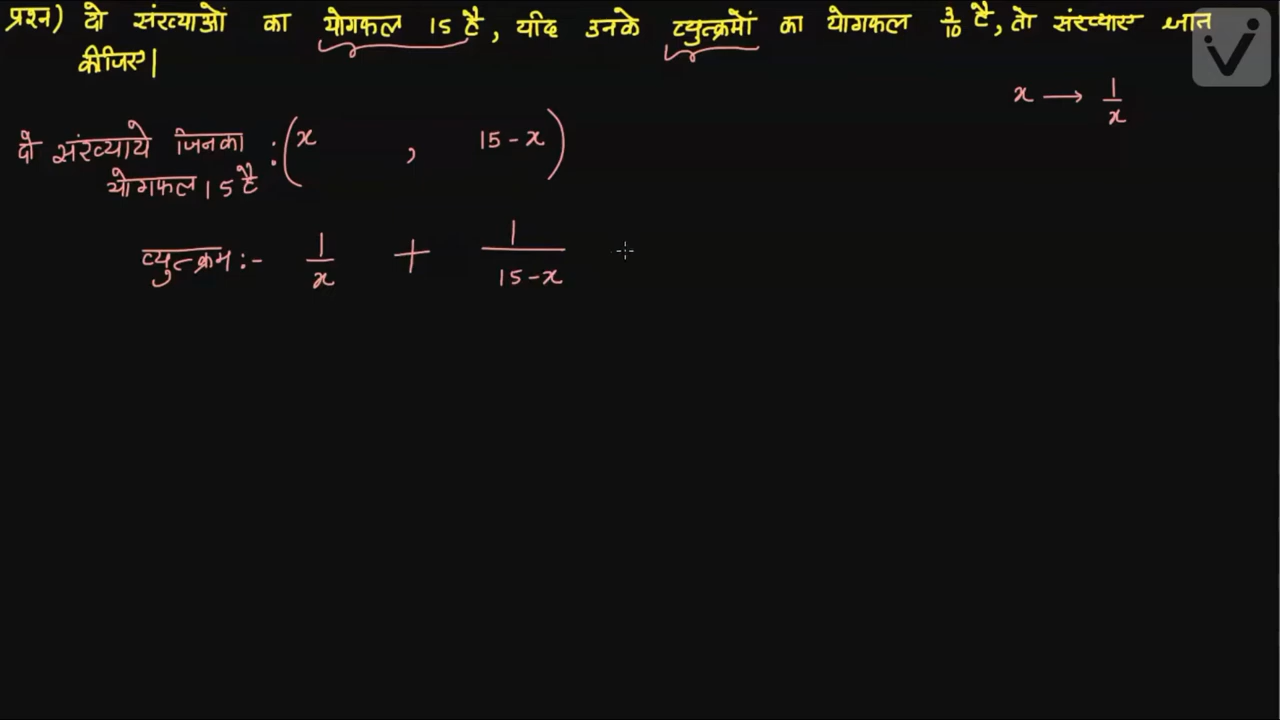 प्रश्न) दो संख्याओं का योगफल 15 है, यदि उनके व्युत्क्रमों का योगफल 3/10 है, तो संख्याए ज्ञात
कीजिए।
x → 1/x
दो संख्याये जिनका : (x , 15-x)
योगफल 15 है
व्युत्क्रम :- 1/x + 1/(15-x)